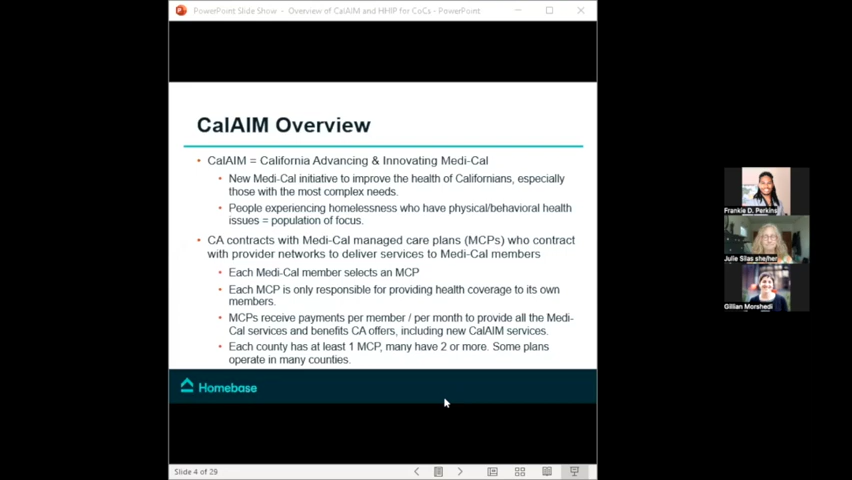 PowerPoint Slide Show - Overview of CalAIM and HHIP for CoCs - PowerPoint
CalAIM Overview
• CalAIM = California Advancing & Innovating Medi-Cal
• New Medi-Cal initiative to improve the health of Californians, especially
those with the most complex needs.
• People experiencing homelessness who have physical/behavioral health
issues = population of focus.
• CA contracts with Medi-Cal managed care plans (MCPs) who contract
with provider networks to deliver services to Medi-Cal members
• Each Medi-Cal member selects an MCP
• Each MCP is only responsible for providing health coverage to its own
members.
• MCPs receive payments per member / per month to provide all the Medi-
Cal services and benefits CA offers, including new CalAIM services.
• Each county has at least 1 MCP, many have 2 or more. Some plans
operate in many counties.
Homebase
Slide 4 of 29
Frankie D. Perkins
Julie Silas she/her
Gillian Morshedi